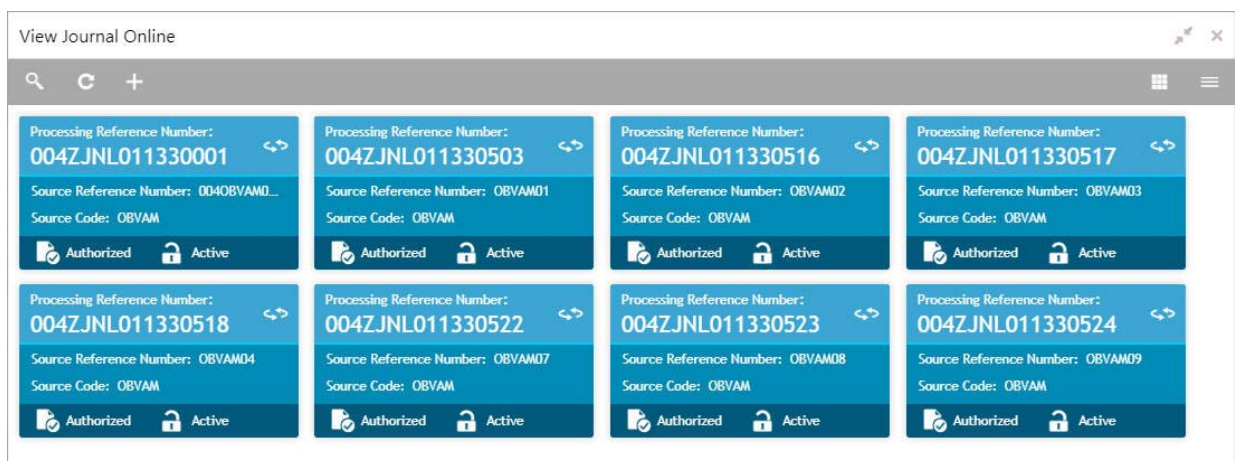 View Journal Online
Processing Reference Number:
004ZJNL011330001
Source Reference Number: 004OBVAM0...
Source Code: OBVAM
Authorized Active
Processing Reference Number:
004ZJNL011330503
Source Reference Number: OBVAM01
Source Code: OBVAM
Authorized Active
Processing Reference Number:
004ZJNL011330516
Source Reference Number: OBVAM02
Source Code: OBVAM
Authorized Active
Processing Reference Number:
004ZJNL011330517
Source Reference Number: OBVAM03
Source Code: OBVAM
Authorized Active
Processing Reference Number:
004ZJNL011330518
Source Reference Number: OBVAM04
Source Code: OBVAM
Authorized Active
Processing Reference Number:
004ZJNL011330522
Source Reference Number: OBVAM07
Source Code: OBVAM
Authorized Active
Processing Reference Number:
004ZJNL011330523
Source Reference Number: OBVAM08
Source Code: OBVAM
Authorized Active
Processing Reference Number:
004ZJNL011330524
Source Reference Number: OBVAM09
Source Code: OBVAM
Authorized Active